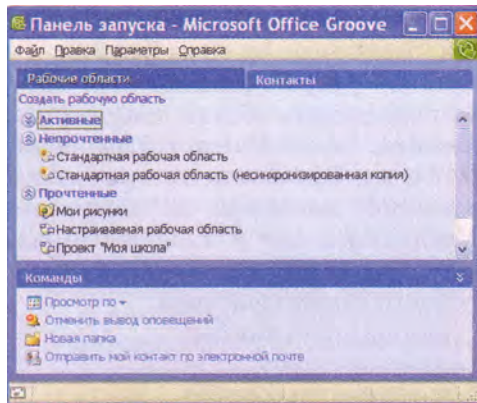 Панель запуска - Microsoft Office Groove
Файл Правка Параметры Справка
Рабочие области Контакты
Создать рабочую область
Активные
Непрочтенные
Стандартная рабочая область
Стандартная рабочая область (несинхронизированная копия)
Прочтенные
Мои рисунки
Настраиваемая рабочая область
Проект "Моя школа"
Команды
Просмотр по
Отменить вывод оповещений
Новая папка
Отправить мой контакт по электронной почте